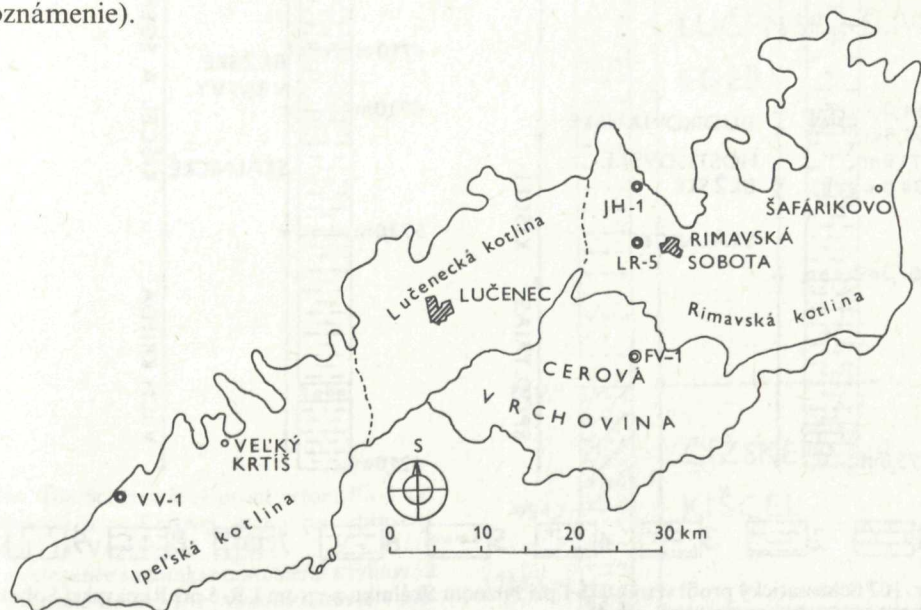 oznámenie).
JH-1
ŠAFÁRIKOVO
LR-5
RIMAVSKÁ
SOBOTA
Lučenecká kotlina
LUČENEC
Rimavská kotlina
FV-1
CEROVÁ
VRCHOVINA
VEĽKÝ
KRTÍŠ
S
VV-1
Ipeľská kotlina
0 10 20 30 km